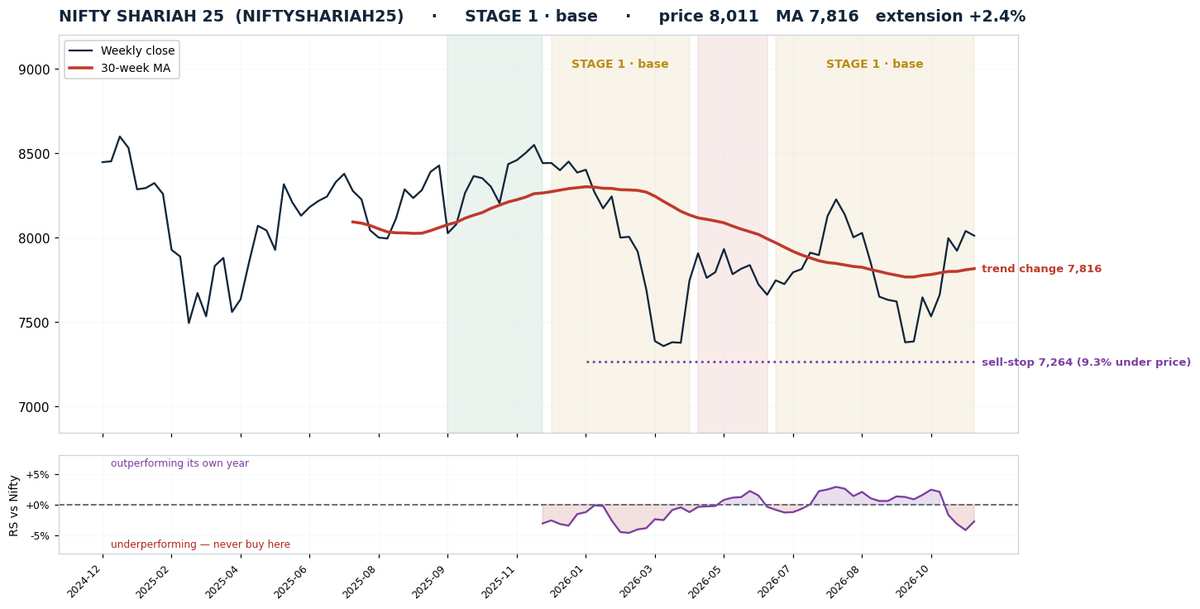 NIFTY SHARIAH 25 (NIFTYSHARIAH25) · STAGE 1 · base · price 8,011 MA 7,816 extension +2.4%
Weekly close
30-week MA
STAGE 1 · base
STAGE 1 · base
9000
8500
8000
7500
7000
trend change 7,816
sell-stop 7,264 (9.3% under price)
RS vs Nifty
+5%
+0%
-5%
outperforming its own year
underperforming — never buy here
2024-12
2025-02
2025-04
2025-06
2025-08
2025-09
2025-11
2026-01
2026-03
2026-05
2026-07
2026-08
2026-10